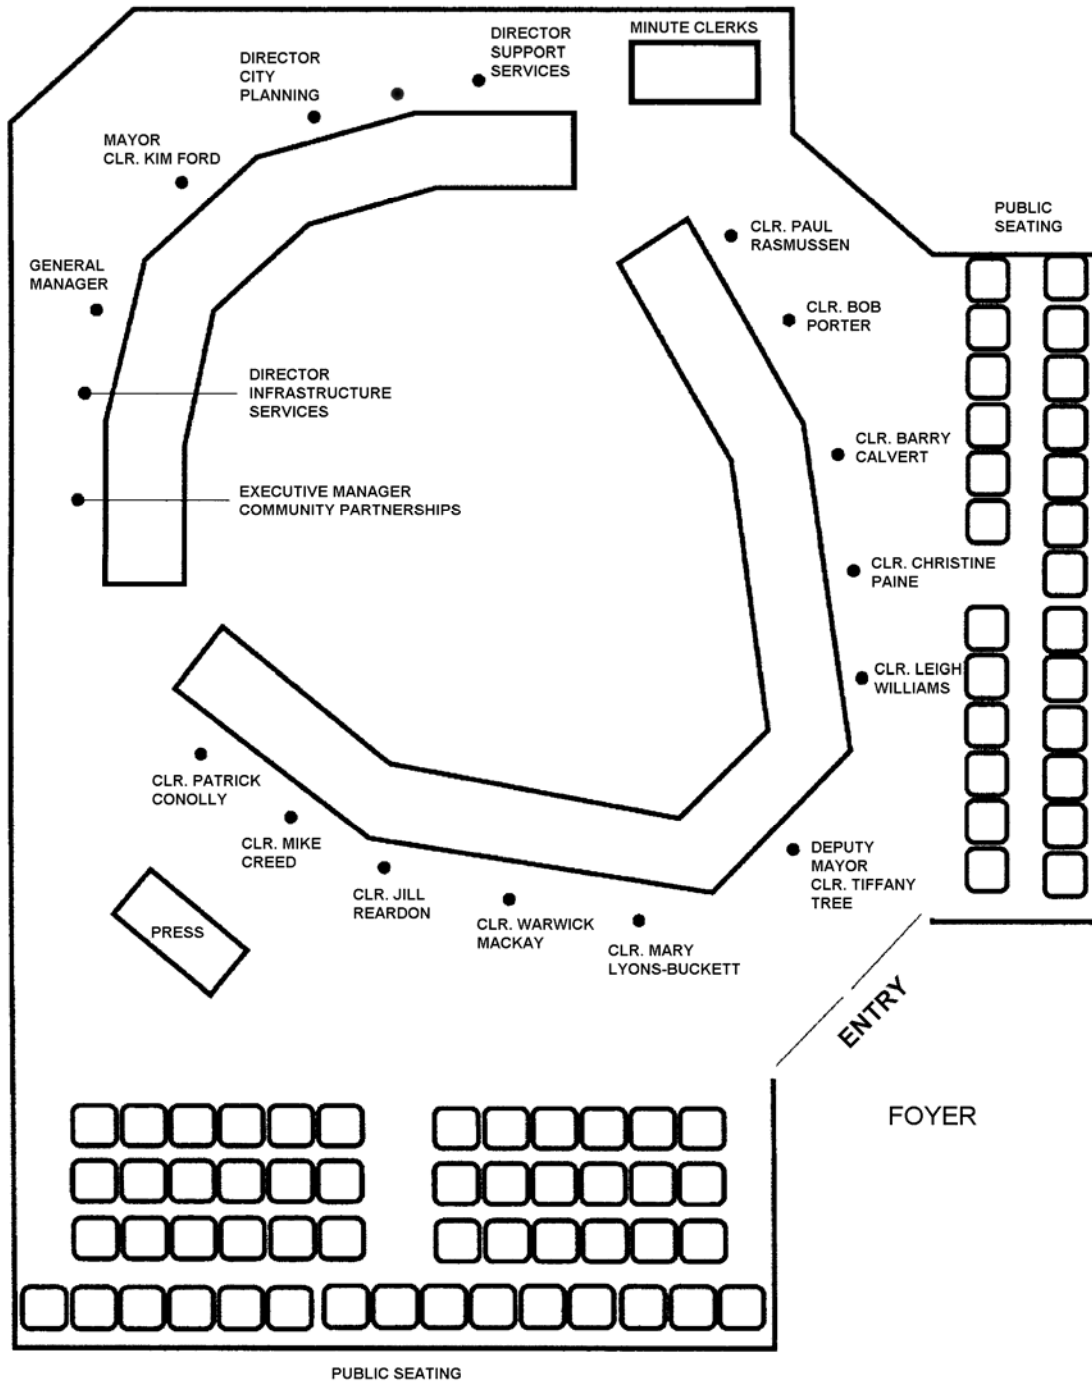 MINUTE CLERKS
DIRECTOR
SUPPORT
SERVICES
DIRECTOR
CITY
PLANNING
MAYOR
CLR. KIM FORD
PUBLIC
SEATING
CLR. PAUL
RASMUSSEN
GENERAL
MANAGER
CLR. BOB
PORTER
DIRECTOR
INFRASTRUCTURE
SERVICES
CLR. BARRY
CALVERT
EXECUTIVE MANAGER
COMMUNITY PARTNERSHIPS
CLR. CHRISTINE
PAINE
CLR. LEIGH
WILLIAMS
CLR. PATRICK
CONOLLY
CLR. MIKE
CREED
CLR. JILL
REARDON
CLR. WARWICK
MACKAY
CLR. MARY
LYONS-BUCKETT
DEPUTY
MAYOR
CLR. TIFFANY
TREE
PRESS
ENTRY
FOYER
PUBLIC SEATING